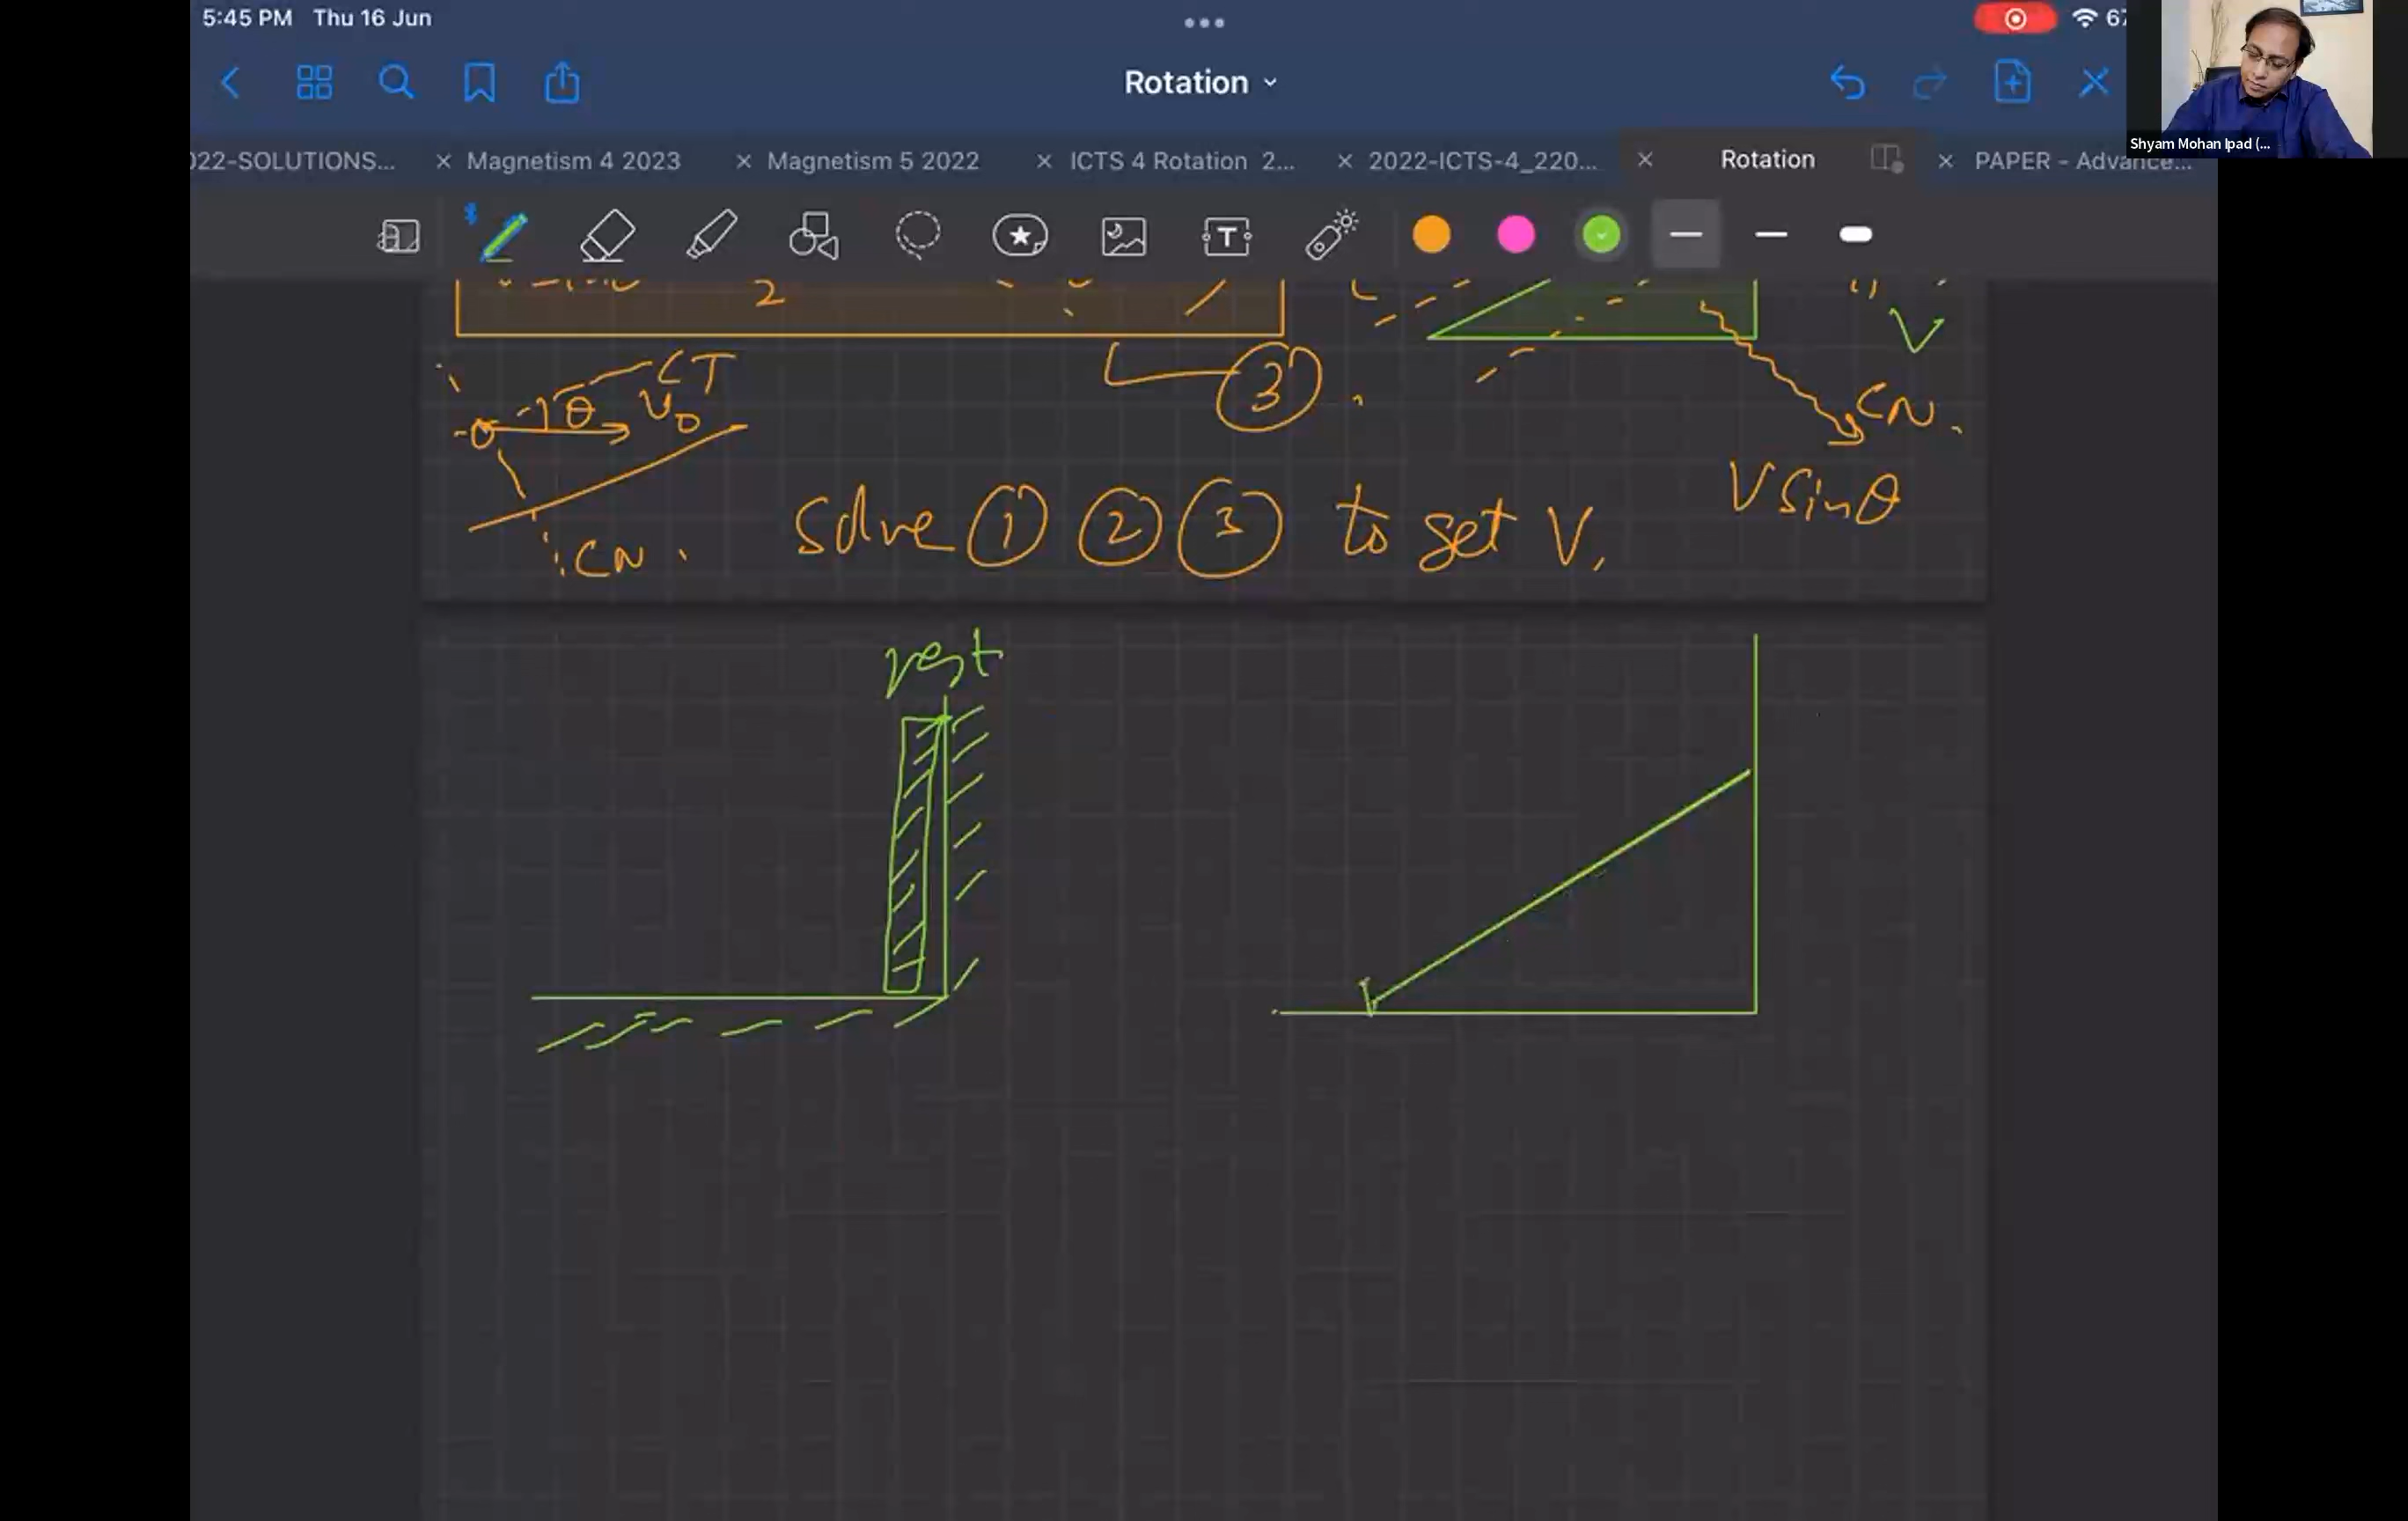 5:45 PM Thu 16 Jun
Rotation
Shyam Mohan Ipad (...
022-SOLUTIONS...
Magnetism 4 2023
Magnetism 5 2022
ICTS 4 Rotation 2...
2022-ICTS-4_220...
Rotation
PAPER - Advance...
T
2
V
CT
θ
V0
3
CN.
V sinθ
CN.
Solve 1 2 3 to get V,
rest